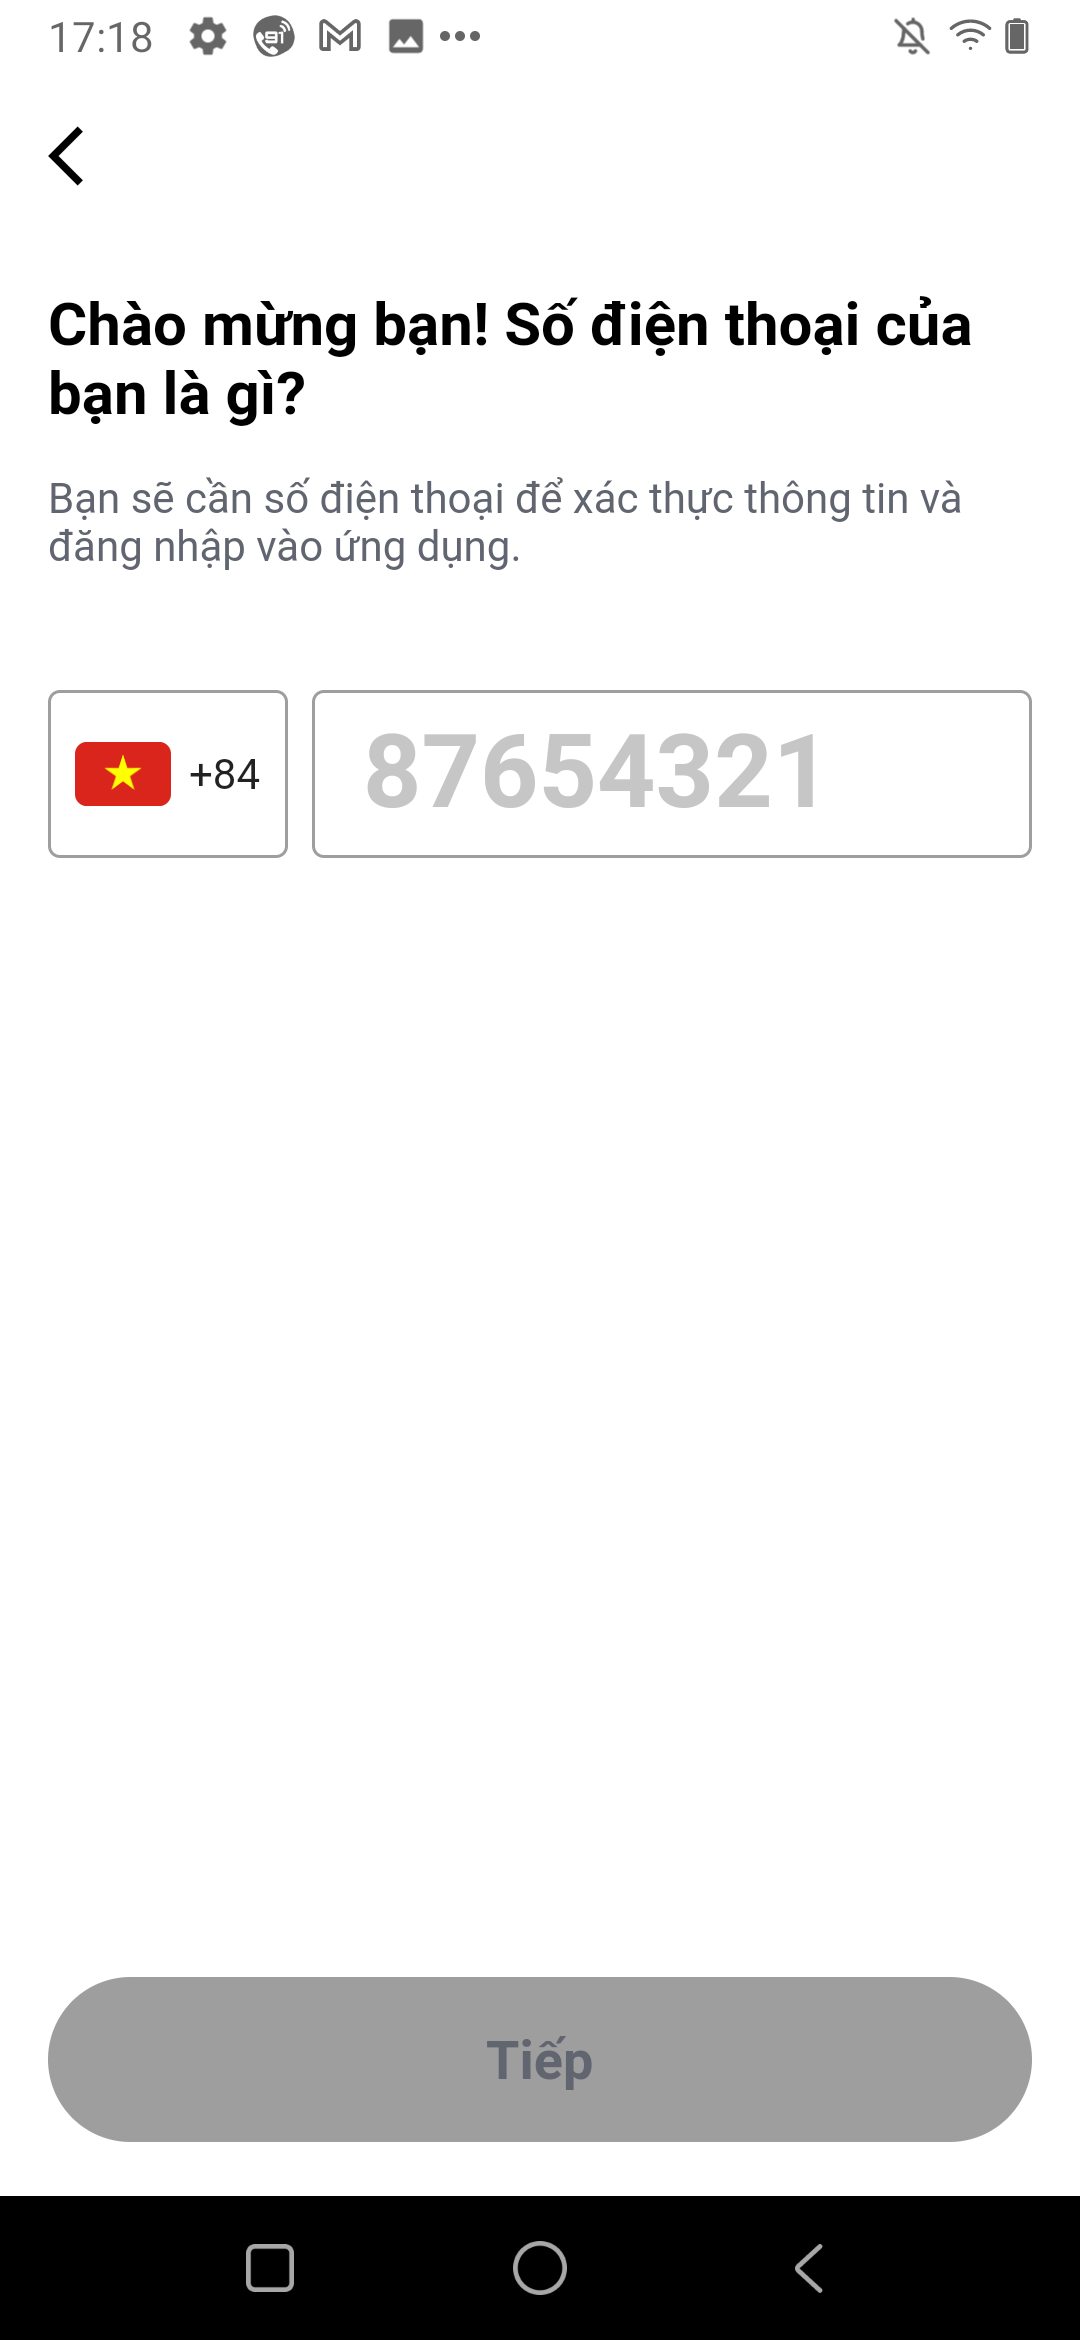 17:18
Chào mừng bạn! Số điện thoại của
bạn là gì?
Bạn sẽ cần số điện thoại để xác thực thông tin và
đăng nhập vào ứng dụng.
+84
87654321
Tiếp